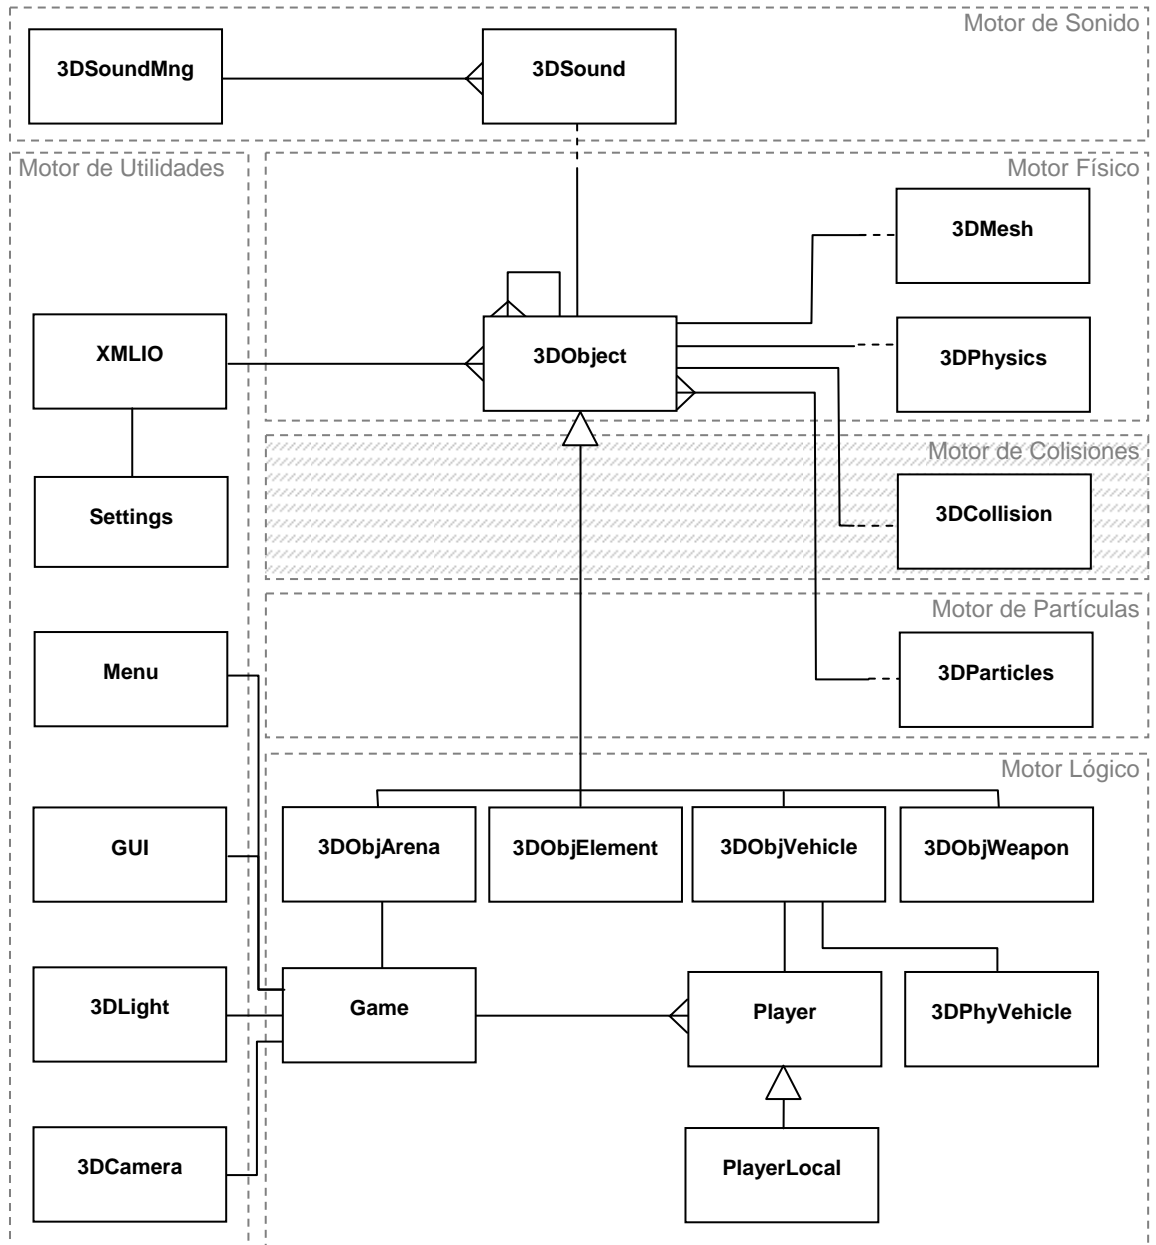 Motor de Sonido
3DSoundMng
3DSound
Motor de Utilidades
Motor Físico
3DMesh
XMLIO
3DObject
3DPhysics
Motor de Colisiones
Settings
3DCollision
Motor de Partículas
Menu
3DParticles
Motor Lógico
GUI
3DObjArena
3DObjElement
3DObjVehicle
3DObjWeapon
3DLight
Game
Player
3DPhyVehicle
3DCamera
PlayerLocal